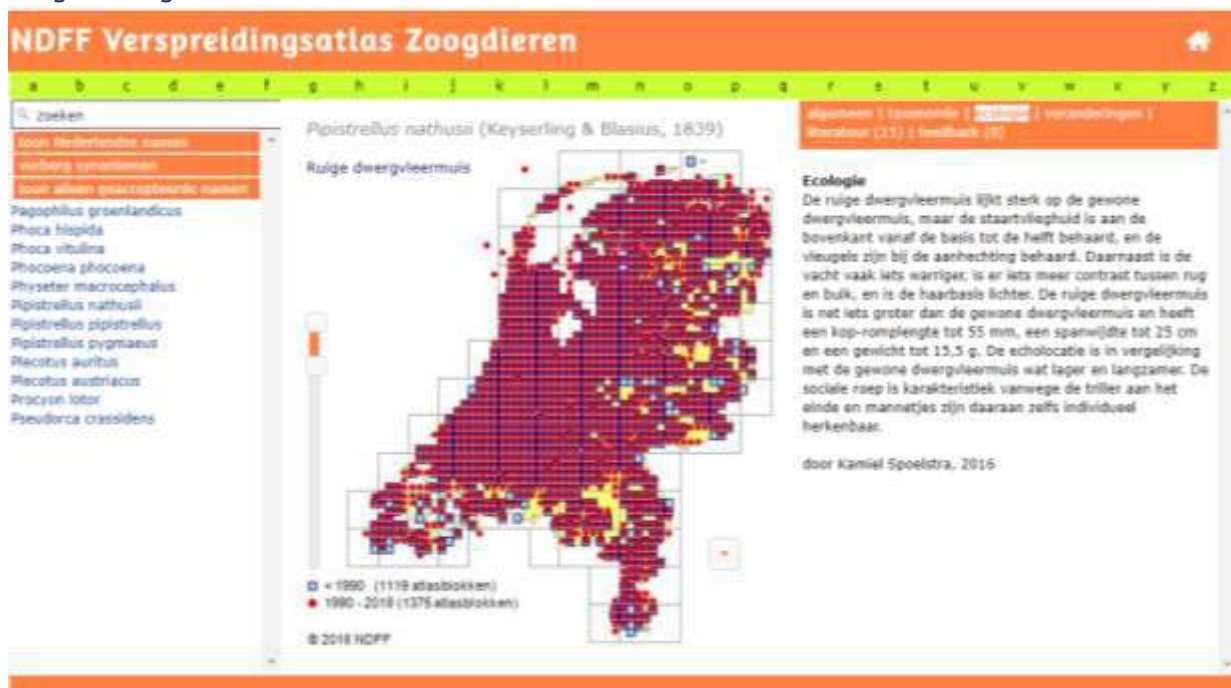 NDFF Verspreidingsatlas Zoogdieren
a b c d e f g h i j k l m n o p q r s t u v w x y z
zoeken
toon Nederlandse namen
verberg synoniemen
toon alleen geaccepteerde namen
Pagophilus groenlandicus
Phoca hispida
Phoca vitulina
Phocoena phocoena
Physeter macrocephalus
Pipistrellus nathusii
Pipistrellus pipistrellus
Pipistrellus pygmaeus
Plecotus auritus
Plecotus austriacus
Procyon lotor
Pseudorca crassidens
Pipistrellus nathusii (Keyserling & Blasius, 1839)
Ruige dwergvleermuis
< 1990 (1119 atlasblokken)
1990 - 2018 (1376 atlasblokken)
© 2018 NDFF
algemeen | taxonomie | ecologie | veranderingen |
literatuur (15) | feedback (0)
Ecologie
De ruige dwergvleermuis lijkt sterk op de gewone
dwergvleermuis, maar de staartvlieghuid is aan de
bovenkant vanaf de basis tot de helft behaard, en de
vleugels zijn bij de aanhechting behaard. Daarnaast is de
vacht vaak iets warriger, is er iets meer contrast tussen rug
en buik, en is de haarbasis lichter. De ruige dwergvleermuis
is net iets groter dan de gewone dwergvleermuis en heeft
een kop-romplengte tot 55 mm, een spanwijdte tot 25 cm
en een gewicht tot 15,5 g. De echolocatie is in vergelijking
met de gewone dwergvleermuis wat lager en langzamer. De
sociale roep is karakteristiek vanwege de triller aan het
einde en mannetjes zijn daaraan zelfs individueel
herkenbaar.
door Kamiel Spoelstra, 2016